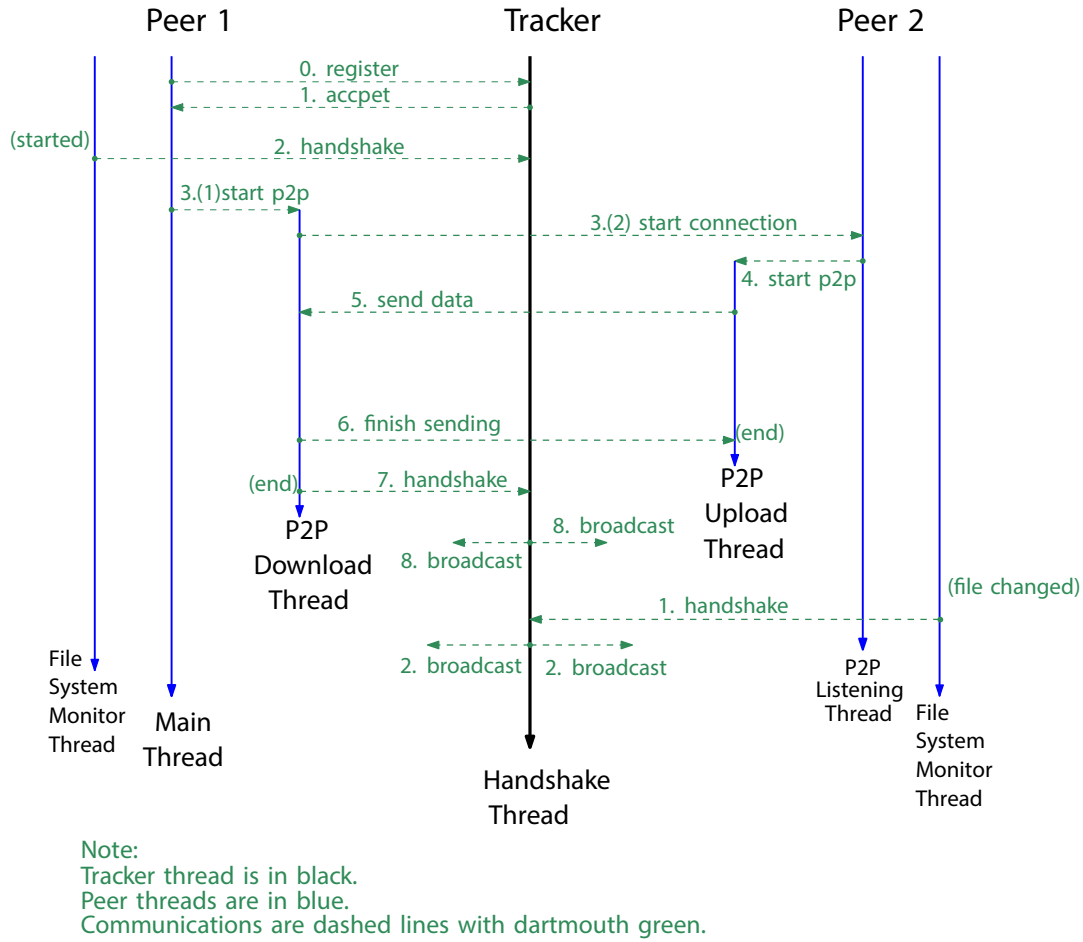 Peer 1
Tracker
Peer 2
0. register
1. accpet
(started)
2. handshake
3.(1)start p2p
3.(2) start connection
4. start p2p
5. send data
6. finish sending
(end)
(end)
7. handshake
P2P
Upload
Thread
P2P
Download
Thread
8. broadcast
8. broadcast
(file changed)
1. handshake
2. broadcast
2. broadcast
File
System
Monitor
Thread
Main
Thread
P2P
Listening
Thread
File
System
Monitor
Thread
Handshake
Thread
Note:
Tracker thread is in black.
Peer threads are in blue.
Communications are dashed lines with dartmouth green.